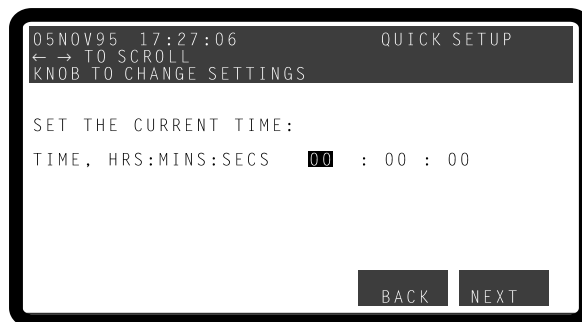 05NOV95 17:27:06 QUICK SETUP
← → TO SCROLL
KNOB TO CHANGE SETTINGS
SET THE CURRENT TIME:
TIME, HRS:MINS:SECS 00 : 00 : 00
BACK NEXT